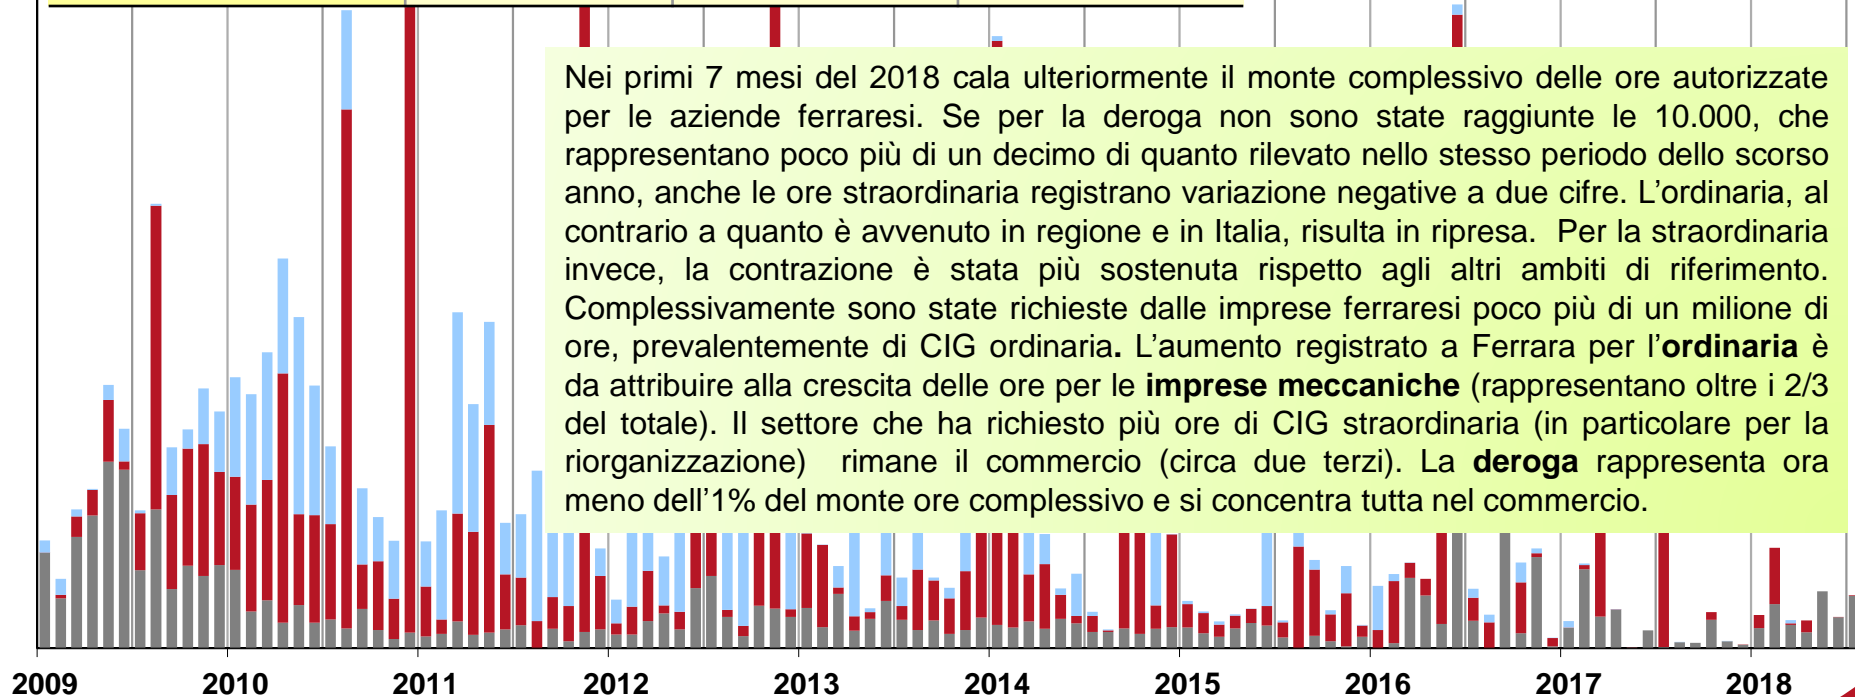 Nei primi 7 mesi del 2018 cala ulteriormente il monte complessivo delle ore autorizzate
per le aziende ferraresi. Se per la deroga non sono state raggiunte le 10.000, che
rappresentano poco più di un decimo di quanto rilevato nello stesso periodo dello scorso
anno, anche le ore straordinaria registrano variazione negative a due cifre. L’ordinaria, al
contrario a quanto è avvenuto in regione e in Italia, risulta in ripresa. Per la straordinaria
invece, la contrazione è stata più sostenuta rispetto agli altri ambiti di riferimento.
Complessivamente sono state richieste dalle imprese ferraresi poco più di un milione di
ore, prevalentemente di CIG ordinaria. L’aumento registrato a Ferrara per l’ordinaria è
da attribuire alla crescita delle ore per le imprese meccaniche (rappresentano oltre i 2/3
del totale). Il settore che ha richiesto più ore di CIG straordinaria (in particolare per la
riorganizzazione) rimane il commercio (circa due terzi). La deroga rappresenta ora
meno dell’1% del monte ore complessivo e si concentra tutta nel commercio.
2009 2010 2011 2012 2013 2014 2015 2016 2017 2018